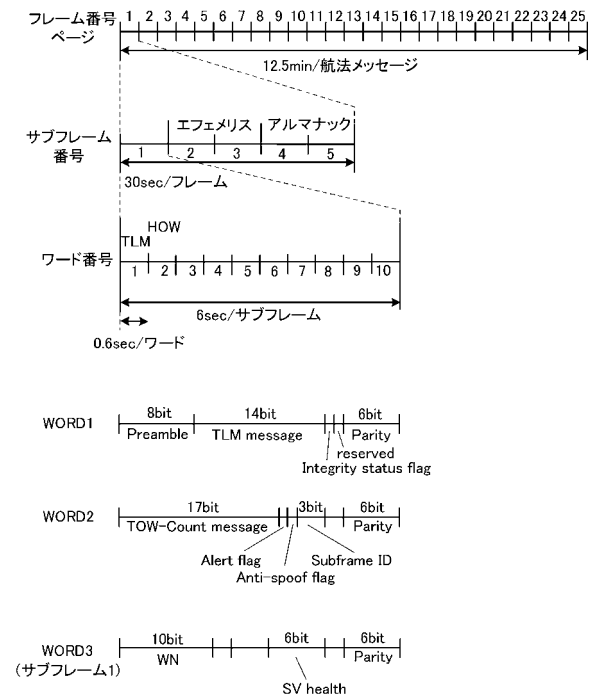 フレーム番号 1 2 3 4 5 6 7 8 9 10 11 12 13 14 15 16 17 18 19 20 21 22 23 24 25
ページ
12.5min/航法メッセージ
エフェメリス アルマナック
サブフレーム
番号 1 2 3 4 5
30sec/フレーム
HOW
TLM
ワード番号 1 2 3 4 5 6 7 8 9 10
6sec/サブフレーム
0.6sec/ワード
8bit 14bit 6bit
WORD1
Preamble TLM message Parity
reserved
Integrity status flag
17bit 3bit 6bit
WORD2
TOW-Count message Parity
Alert flag Subframe ID
Anti-spoof flag
10bit 6bit 6bit
WORD3
WN Parity
(サブフレーム1)
SV health